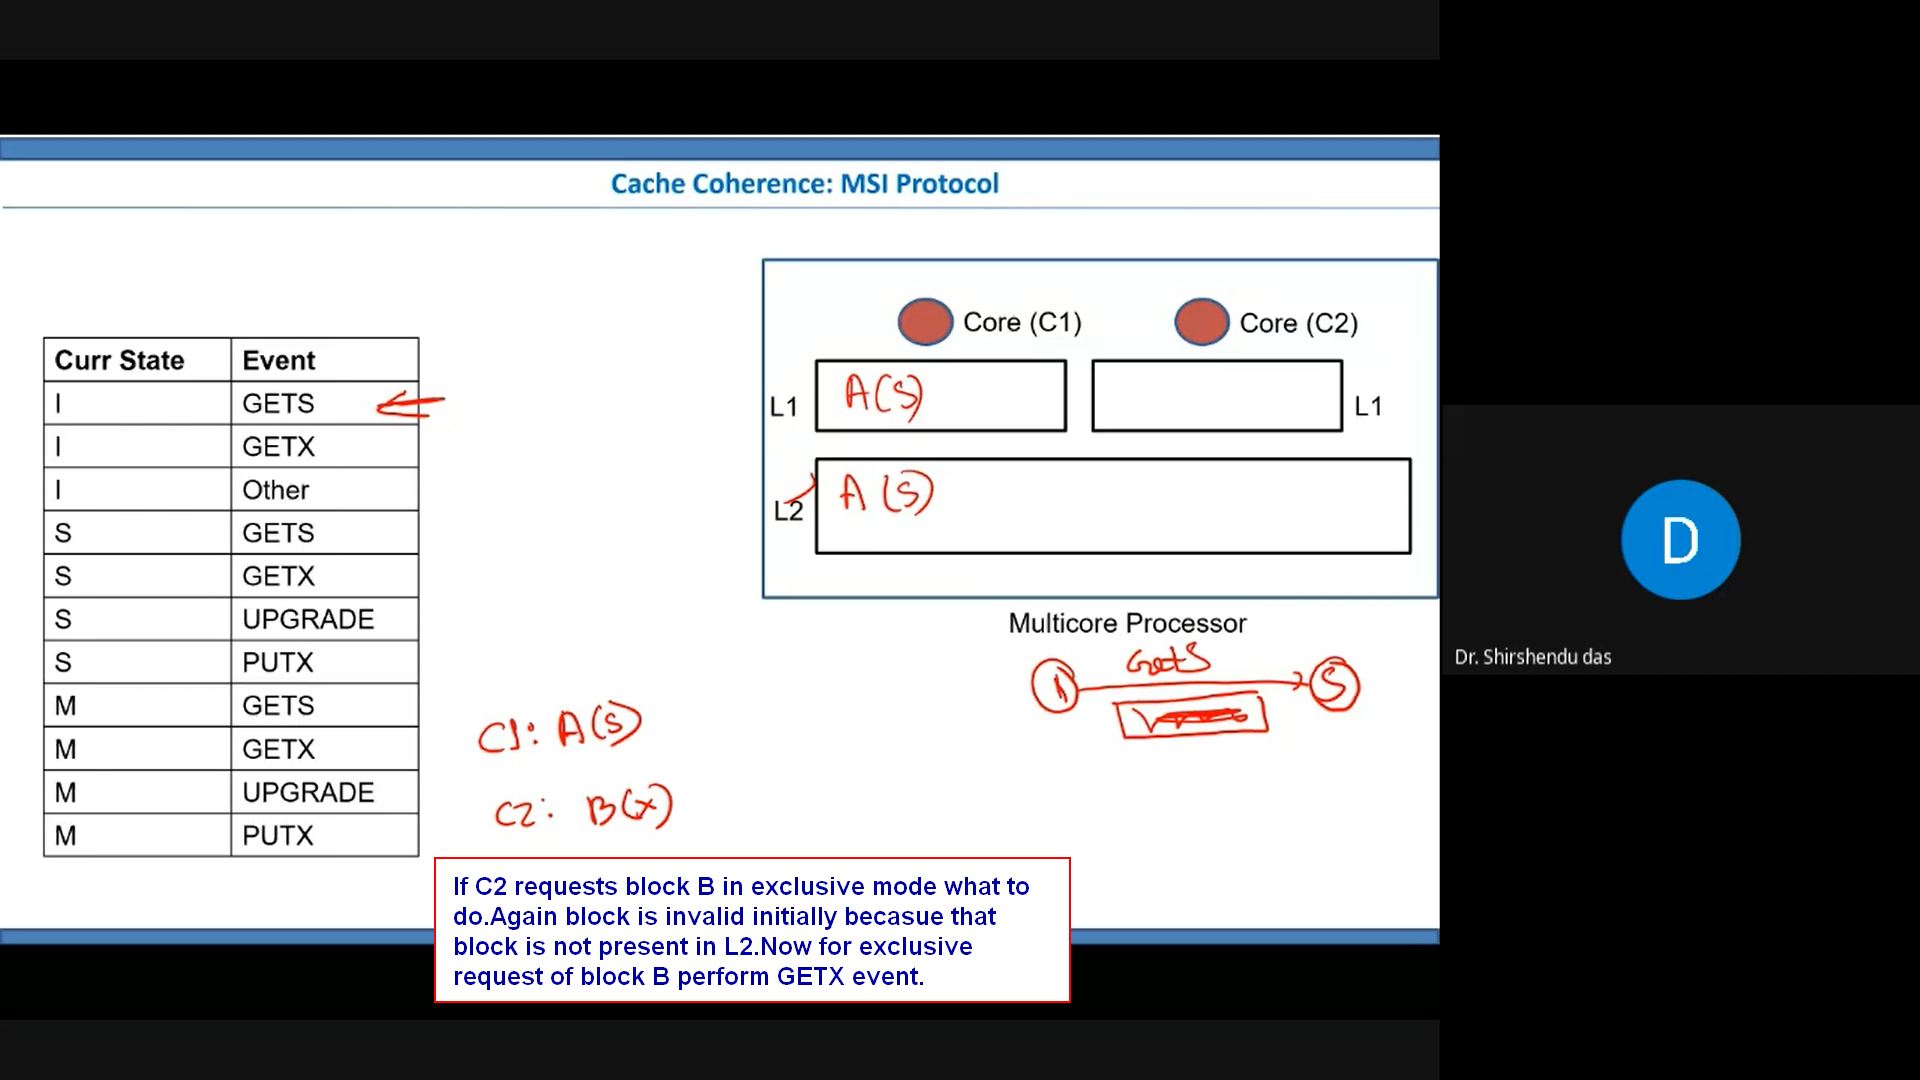 Cache Coherence: MSI Protocol
Core (C1)
Core (C2)
L1
A(S)
L1
L2
A (S)
Multicore Processor
Curr State Event
I GETS
I GETX
I Other
S GETS
S GETX
S UPGRADE
S PUTX
M GETS
M GETX
M UPGRADE
M PUTX
GetS
I
S
C1: A(S)
C2: B(X)
If C2 requests block B in exclusive mode what to
do.Again block is invalid initially becasue that
block is not present in L2.Now for exclusive
request of block B perform GETX event.
D
Dr. Shirshendu das